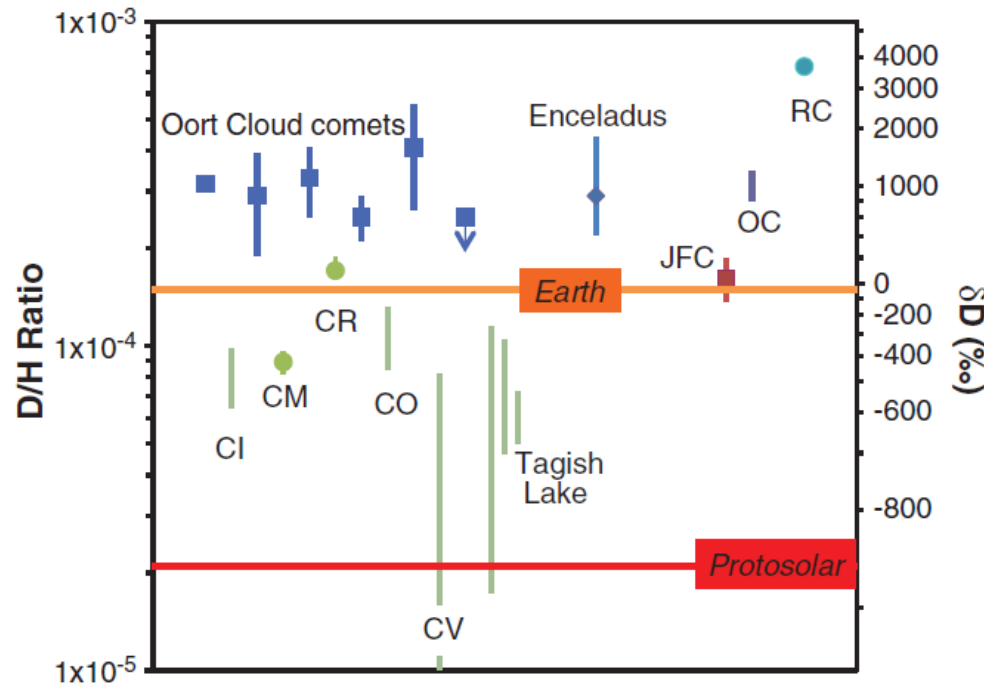 1x10⁻³
4000
RC
3000
Oort Cloud comets
Enceladus
2000
1000
OC
JFC
Earth
0
CR
-200
D/H Ratio
1x10⁻⁴
δD (‰)
-400
CM
CO
-600
CI
Tagish
Lake
-800
Protosolar
CV
1x10⁻⁵